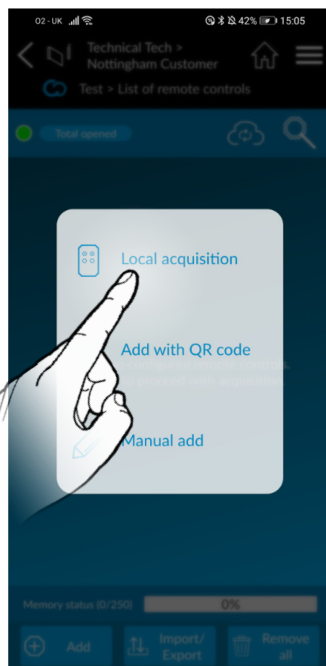 O2 - UK 42% 15:05
Technical Tech >
Nottingham Customer
Test > List of remote controls
Total opened
Local acquisition
Add with QR code
Manual add
Memory status (0/250) 0%
Add Import/ Remove
Export all